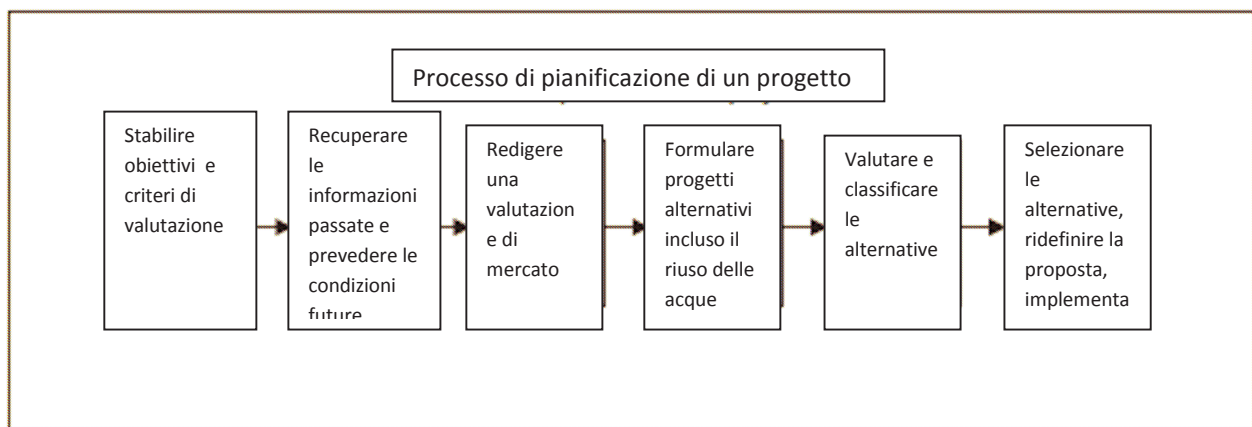 Processo di pianificazione di un progetto
Stabilire
obiettivi e
criteri di
valutazione
Recuperare
le
informazioni
passate e
prevedere le
condizioni
future
Redigere
una
valutazion
e di
mercato
Formulare
progetti
alternativi
incluso il
riuso delle
acque
Valutare e
classificare
le
alternative
Selezionare
le
alternative,
ridefinire la
proposta,
implementa